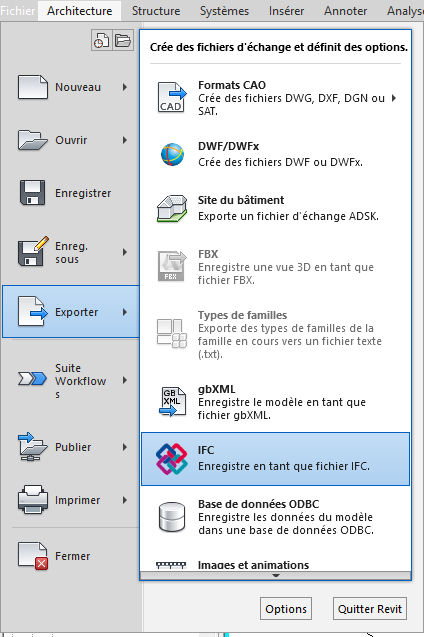 Fichier Architecture Structure Systèmes Insérer Annoter Analys
Crée des fichiers d'échange et définit des options.
Nouveau
Ouvrir
Enregistrer
Enreg.
sous
Exporter
Suite
Workflow
s
Publier
Imprimer
Fermer
CAD
Formats CAO
Crée des fichiers DWG, DXF, DGN ou
SAT.
DWF/DWFx
Crée des fichiers DWF ou DWFx.
Site du bâtiment
Exporte un fichier d'échange ADSK.
FBX
FBX
Enregistre une vue 3D en tant que
fichier FBX.
Types de familles
Exporte des types de familles de la
famille en cours vers un fichier texte
(.txt).
GB
XML
gbXML
Enregistre le modèle en tant que
fichier gbXML.
IFC
Enregistre en tant que fichier IFC.
Base de données ODBC
Enregistre les données du modèle
dans une base de données ODBC.
Images et animations
Options
Quitter Revit